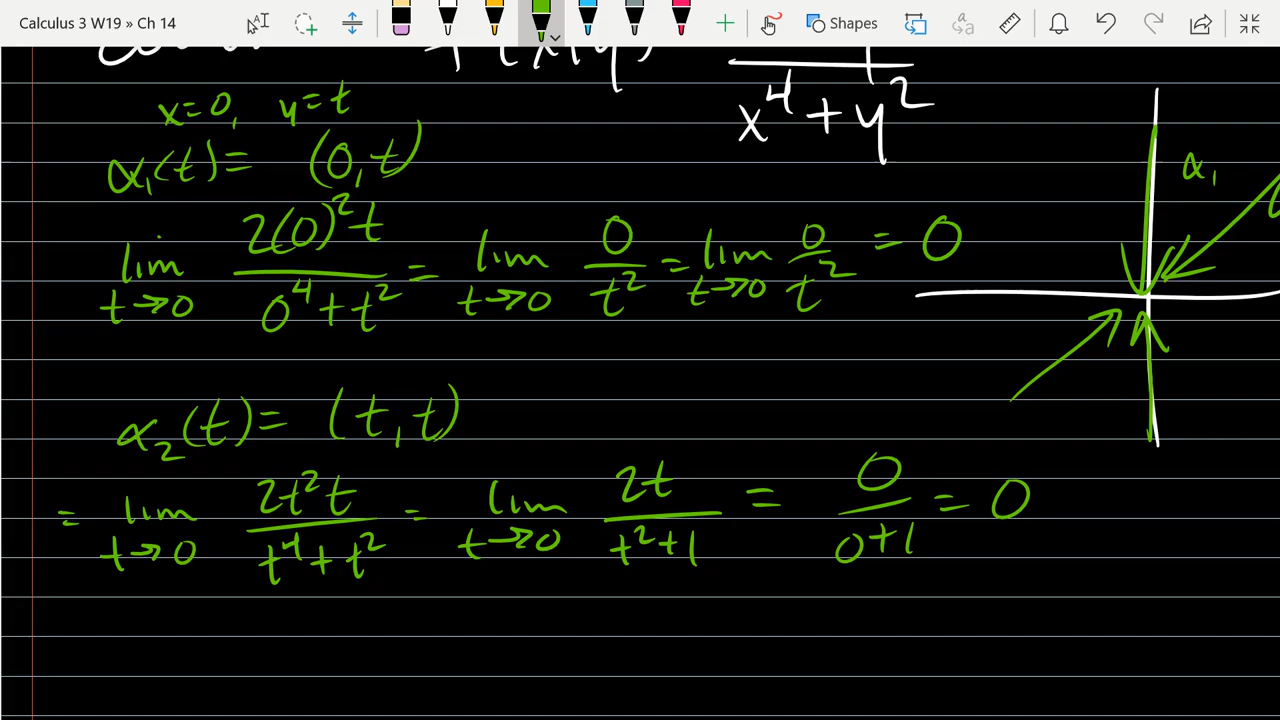 Calculus 3 W19 » Ch 14
Shapes
x⁴ + y²
x=0, y=t
α₁(t) = (0, t)
α₁
lim t→0 2(0)²t / 0⁴ + t² = lim t→0 0 / t² = lim t→0 0 / t² = 0
α₂(t) = (t, t)
= lim t→0 2t²t / t⁴ + t² = lim t→0 2t / t² + 1 = 0 / 0+1 = 0